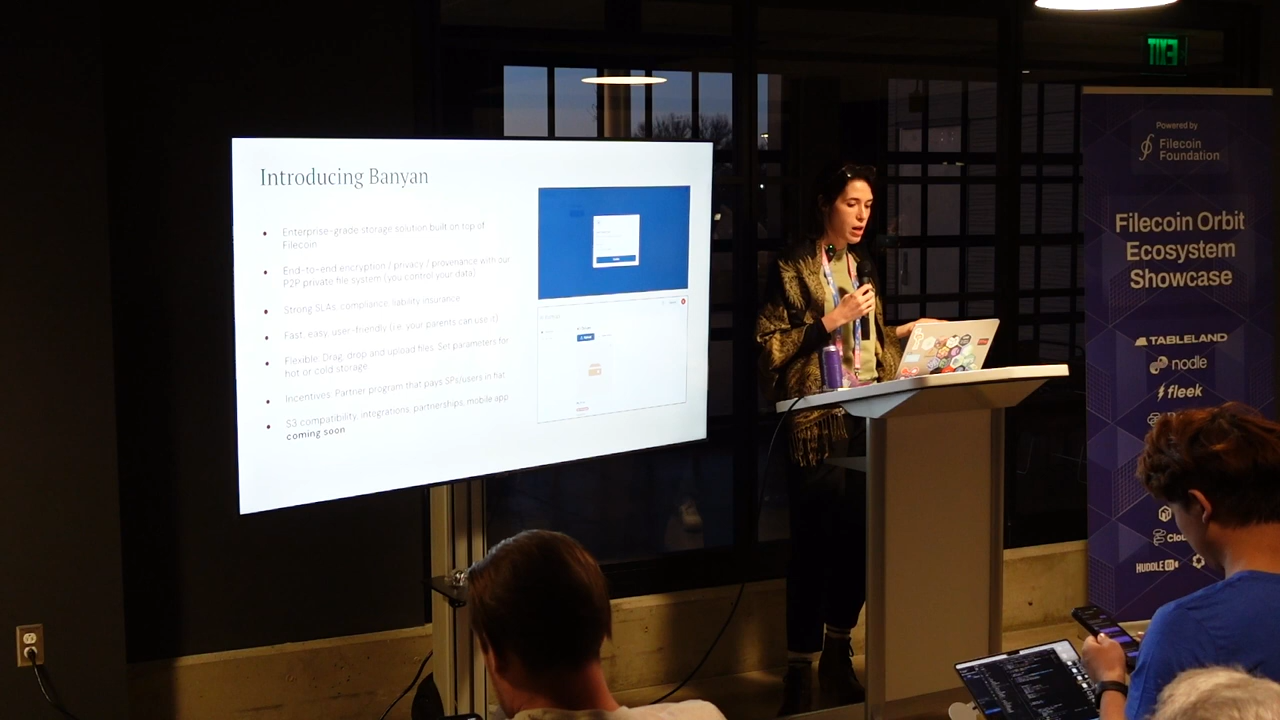 Introducing Banyan
Enterprise-grade storage solution built on top of
Filecoin
End-to-end encryption / privacy / provenance with our
P2P private file system (you control your data)
Strong SLAs, compliance, liability insurance
Fast, easy, user-friendly (i.e. your parents can use it)
Flexible: Drag, drop and upload files. Set parameters for
hot or cold storage
Incentives: Partner program that pays SPs/users in fiat
S3 compatibility, integrations, partnerships, mobile app
coming soon
EXIT
Powered by
Filecoin
Foundation
Filecoin Orbit
Ecosystem
Showcase
TABLELAND
nodle
fleek
HUDDLE